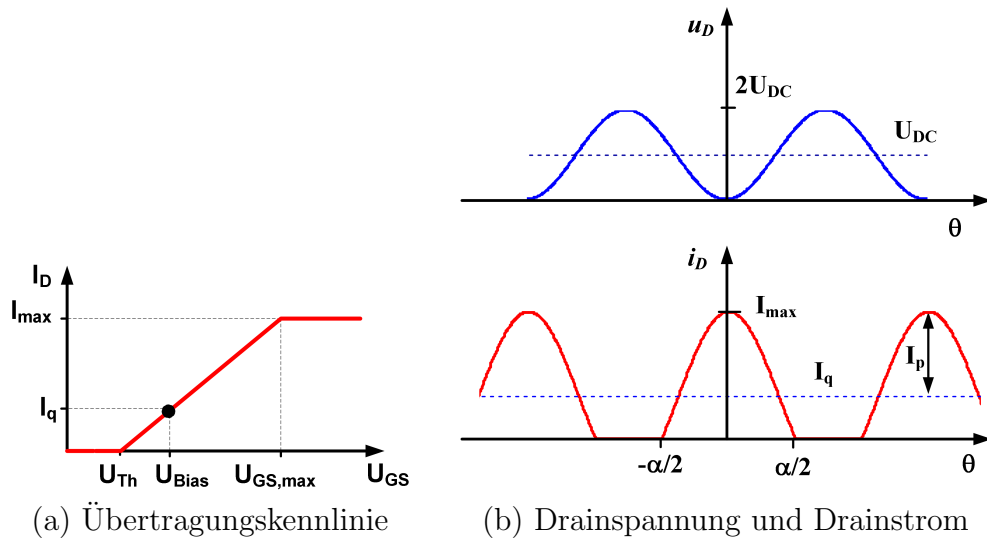 u_D
2U_DC
U_DC
θ
I_D
I_max
I_q
U_Th U_Bias U_GS,max U_GS
(a) Übertragungskennlinie
i_D
I_max
I_q
I_p
-α/2 α/2 θ
(b) Drainspannung und Drainstrom